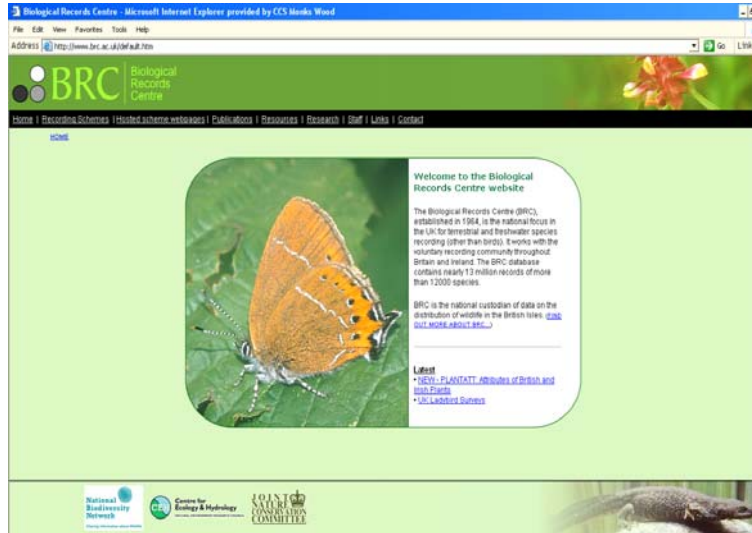 Biological Records Centre - Microsoft Internet Explorer provided by CCS Monks Wood
File Edit View Favorites Tools Help
Address http://www.brc.ac.uk/default.htm Go Link
BRC Biological
Records
Centre
Home | Recording Schemes | Hosted scheme webpages | Publications | Resourses | Research | Staff | Links | Contact
HOME
Welcome to the Biological
Records Centre website
The Biological Records Centre (BRC),
established in 1964, is the national focus in
the UK for terrestrial and freshwater species
recording (other than birds). It works with the
voluntary recording community throughout
Britain and Ireland. The BRC database
contains nearly 13 million records of more
than 12000 species.
BRC is the national custodian of data on the
distribution of wildlife in the British Isles. (FIND
OUT MORE ABOUT BRC...)
Latest
• NEW - PLANTATT: Attributes of British and
Irish Plants
• UK Ladybird Surveys
National
Biodiversity
Network
CEH
Centre for
Ecology & Hydrology
JOINT
NATURE
CONSERVATION
COMMITTEE